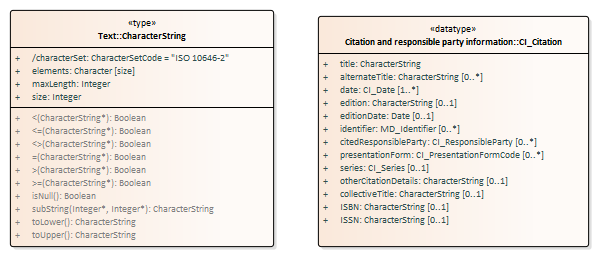 «type»
Text::CharacterString
+ /characterSet: CharacterSetCode = "ISO 10646-2"
+ elements: Character [size]
+ maxLength: Integer
+ size: Integer
+ <(CharacterString*): Boolean
+ <=(CharacterString*): Boolean
+ <>(CharacterString*): Boolean
+ =(CharacterString*): Boolean
+ >(CharacterString*): Boolean
+ >=(CharacterString*): Boolean
+ isNull(): Boolean
+ subString(Integer*, Integer*): CharacterString
+ toLower(): CharacterString
+ toUpper(): CharacterString
«datatype»
Citation and responsible party information::CI_Citation
+ title: CharacterString
+ alternateTitle: CharacterString [0..*]
+ date: CI_Date [1..*]
+ edition: CharacterString [0..1]
+ editionDate: Date [0..1]
+ identifier: MD_Identifier [0..*]
+ citedResponsibleParty: CI_ResponsibleParty [0..*]
+ presentationForm: CI_PresentationFormCode [0..*]
+ series: CI_Series [0..1]
+ otherCitationDetails: CharacterString [0..1]
+ collectiveTitle: CharacterString [0..1]
+ ISBN: CharacterString [0..1]
+ ISSN: CharacterString [0..1]